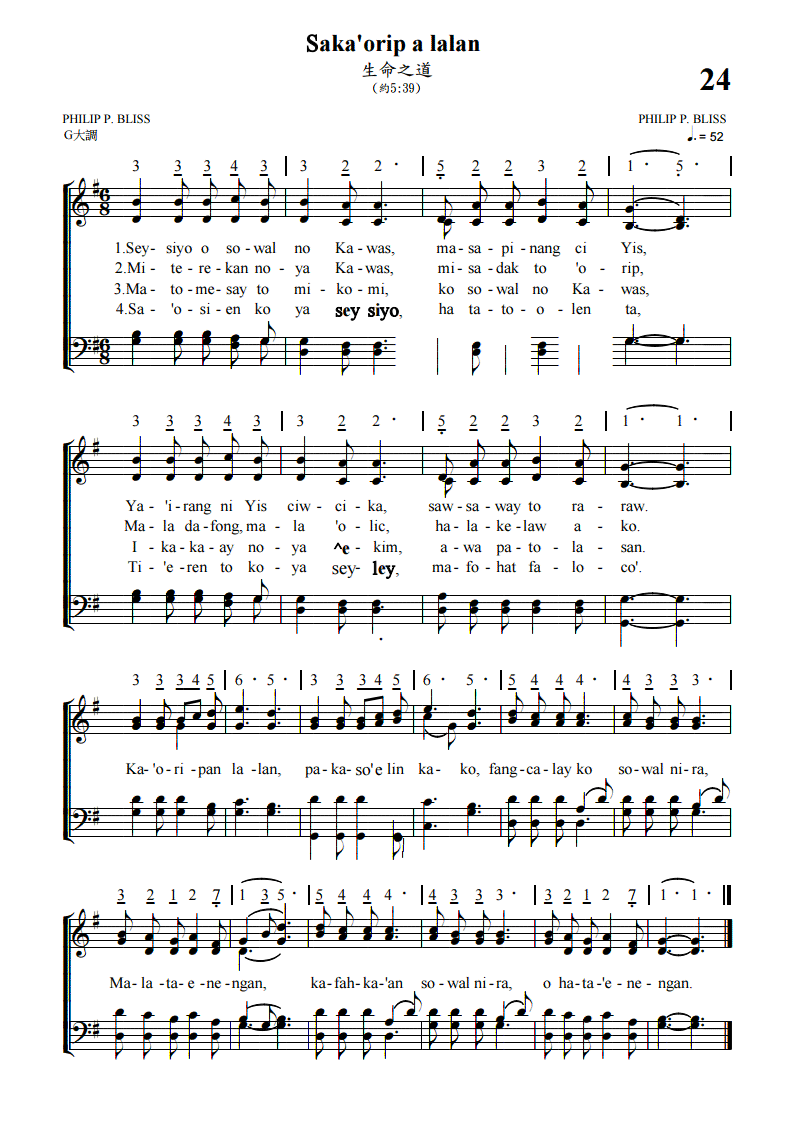 Saka'orip a lalan
生命之道
(約5:39)
24
PHILIP P. BLISS
PHILIP P. BLISS
G大調
♩. = 52
3 3 3 4 3 | 3 2 2 · | 5 2 2 3 2 | 1 · 5 · |
1.Sey-siyo o so-wal no Ka-was, ma-sa-pi-nang ci Yis,
2.Mi-te-re-kan no-ya Ka-was, mi-sa-dak to 'o-rip,
3.Ma-to-me-say to mi-ko-mi, ko so-wal no Ka-was,
4.Sa-'o-si-en ko ya sey siyo, ha ta-to-o-len ta,
3 3 3 4 3 | 3 2 2 · | 5 2 2 3 2 | 1 · 1 · |
Ya-'i-rang ni Yis ciw-ci-ka, saw-sa-way to ra-raw.
Ma-la da-fong, ma-la 'o-lic, ha-la-ke-law a-ko.
I-ka-ka-ay no-ya ^e-kim, a-wa pa-to-la-san.
Ti-'e-ren to ko-ya sey-ley, ma-fo-hat fa-lo-co'.
3 3 3 4 5 | 6 · 5 · | 3 3 3 4 5 | 6 · 5 · | 5 4 4 4 · | 4 3 3 3 · |
Ka-'o-ri-pan la-lan, pa-ka-so'e lin ka-ko, fang-ca-lay ko so-wal ni-ra,
3 2 1 2 7 | 1 · 3 5 · | 5 4 4 4 · | 4 3 3 3 · | 3 2 1 2 7 | 1 · 1 · ||
Ma-la-ta-e-ne-ngan, ka-fah-ka-'an so-wal ni-ra, o ha-ta-'e-ne-ngan.